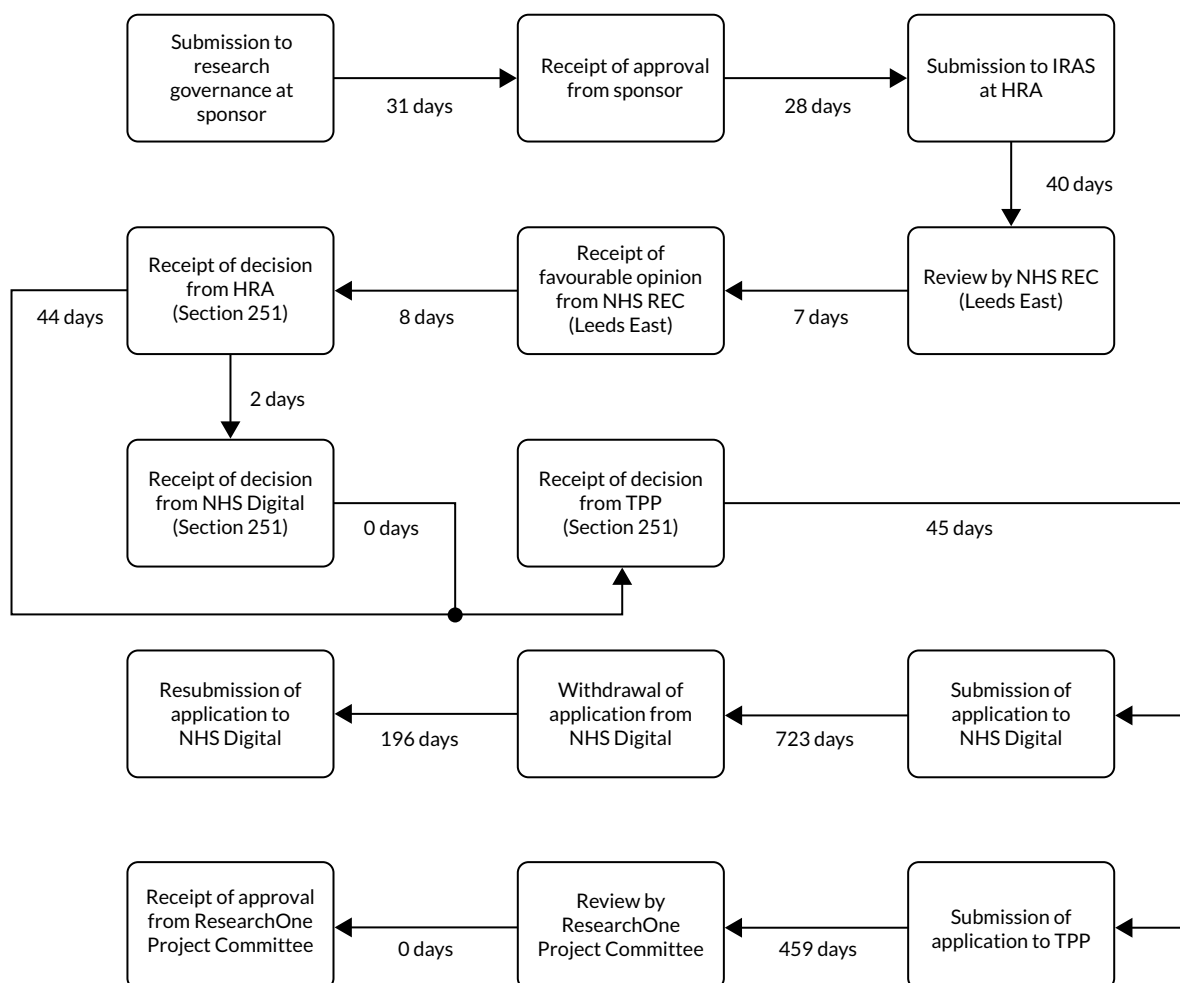 Submission to
research
governance at
sponsor
31 days
Receipt of approval
from sponsor
28 days
Submission to IRAS
at HRA
40 days
Review by NHS REC
(Leeds East)
7 days
Receipt of
favourable opinion
from NHS REC
(Leeds East)
8 days
Receipt of decision
from HRA
(Section 251)
44 days
2 days
Receipt of decision
from NHS Digital
(Section 251)
0 days
Receipt of decision
from TPP
(Section 251)
45 days
Submission of
application to
NHS Digital
723 days
Withdrawal of
application from
NHS Digital
196 days
Resubmission of
application to
NHS Digital
Submission of
application to TPP
459 days
Review by
ResearchOne
Project Committee
0 days
Receipt of approval
from ResearchOne
Project Committee